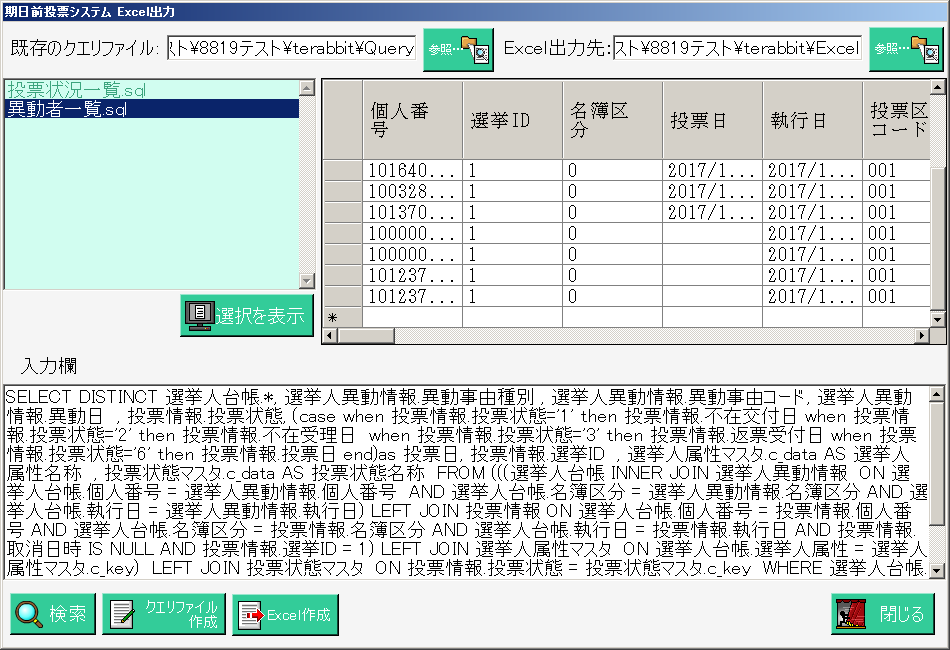 期日前投票システム Excel出力
既存のクエリファイル: スト¥8819テスト¥terabbit¥Query 参照… Excel出力先: スト¥8819テスト¥terabbit¥Excel 参照…
投票状況一覧.sql
異動者一覧.sql
個人番号 選挙ID 名簿区分 投票日 執行日 投票区コード
101640... 1 0 2017/1... 2017/1... 001
100328... 1 0 2017/1... 2017/1... 001
101370... 1 0 2017/1... 2017/1... 001
100000... 1 0 2017/1... 001
100000... 1 0 2017/1... 001
101237... 1 0 2017/1... 001
101237... 1 0 2017/1... 001
*
選択を表示
入力欄
SELECT DISTINCT 選挙人台帳.*, 選挙人異動情報.異動事由種別 , 選挙人異動情報.異動事由コード, 選挙人異動
情報.異動日 , 投票情報.投票状態, (case when 投票情報.投票状態='1' then 投票情報.不在交付日 when 投票情
報.投票状態='2' then 投票情報.不在受理日 when 投票情報.投票状態='3' then 投票情報.返票受付日 when 投票
情報.投票状態='6' then 投票情報.投票日 end)as 投票日, 投票情報.選挙ID , 選挙人属性マスタ.c_data AS 選挙人
属性名称 , 投票状態マスタ.c_data AS 投票状態名称 FROM (((選挙人台帳 INNER JOIN 選挙人異動情報 ON 選
挙人台帳.個人番号 = 選挙人異動情報.個人番号 AND 選挙人台帳.名簿区分 = 選挙人異動情報.名簿区分 AND 選
挙人台帳.執行日 = 選挙人異動情報.執行日) LEFT JOIN 投票情報 ON 選挙人台帳.個人番号 = 投票情報.個人番
号 AND 選挙人台帳.名簿区分 = 投票情報.名簿区分 AND 選挙人台帳.執行日 = 投票情報.執行日 AND 投票情報.
取消日時 IS NULL AND 投票情報.選挙ID = 1) LEFT JOIN 選挙人属性マスタ ON 選挙人台帳.選挙人属性 = 選挙人
属性マスタ.c_key) LEFT JOIN 投票状態マスタ ON 投票情報.投票状態 = 投票状態マスタ.c_key WHERE 選挙人台帳.
検索 クエリファイル作成 Excel作成 閉じる